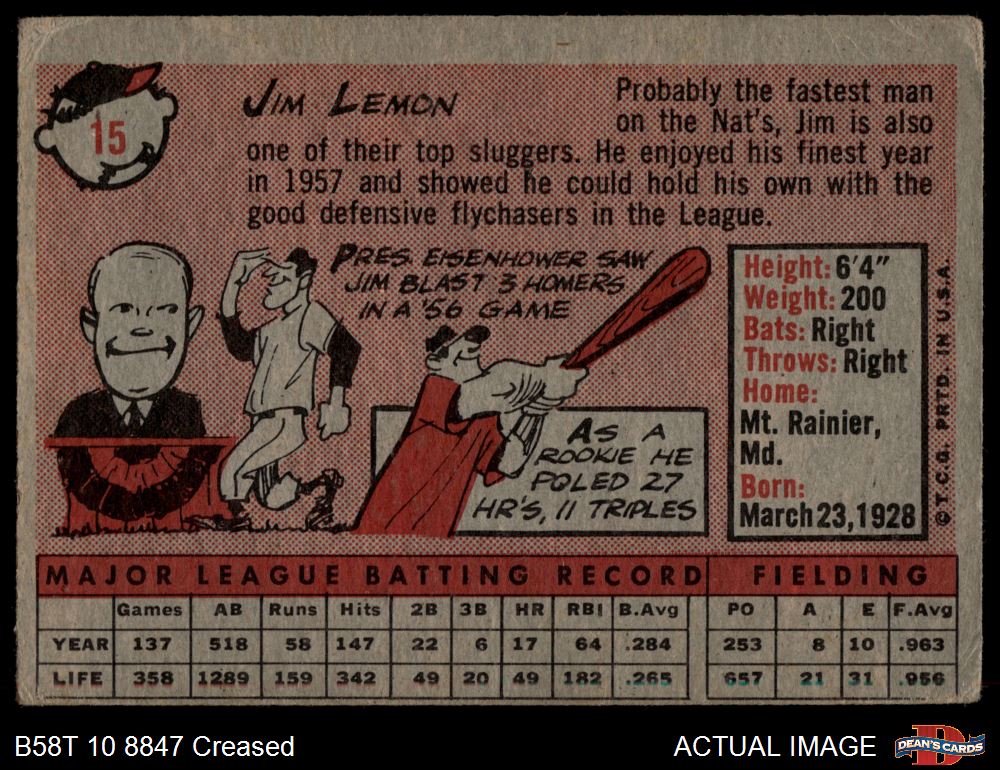 15
Jim Lemon
Probably the fastest man
on the Nat's, Jim is also
one of their top sluggers. He enjoyed his finest year
in 1957 and showed he could hold his own with the
good defensive flychasers in the League.
PRES. EISENHOWER SAW
JIM BLAST 3 HOMERS
IN A '56 GAME
AS A
ROOKIE HE
POLED 27
HR'S, 11 TRIPLES
Height: 6'4"
Weight: 200
Bats: Right
Throws: Right
Home:
Mt. Rainier,
Md.
Born:
March 23, 1928
© T.C.G. PRTD. IN U.S.A.
MAJOR LEAGUE BATTING RECORD FIELDING
Games AB Runs Hits 2B 3B HR RBI B.Avg PO A E F.Avg
YEAR 137 518 58 147 22 6 17 64 .284 253 8 10 .963
LIFE 358 1289 159 342 49 20 49 182 .265 657 21 31 .956
B58T 10 8847 Creased
ACTUAL IMAGE
D
DEAN'S CARDS